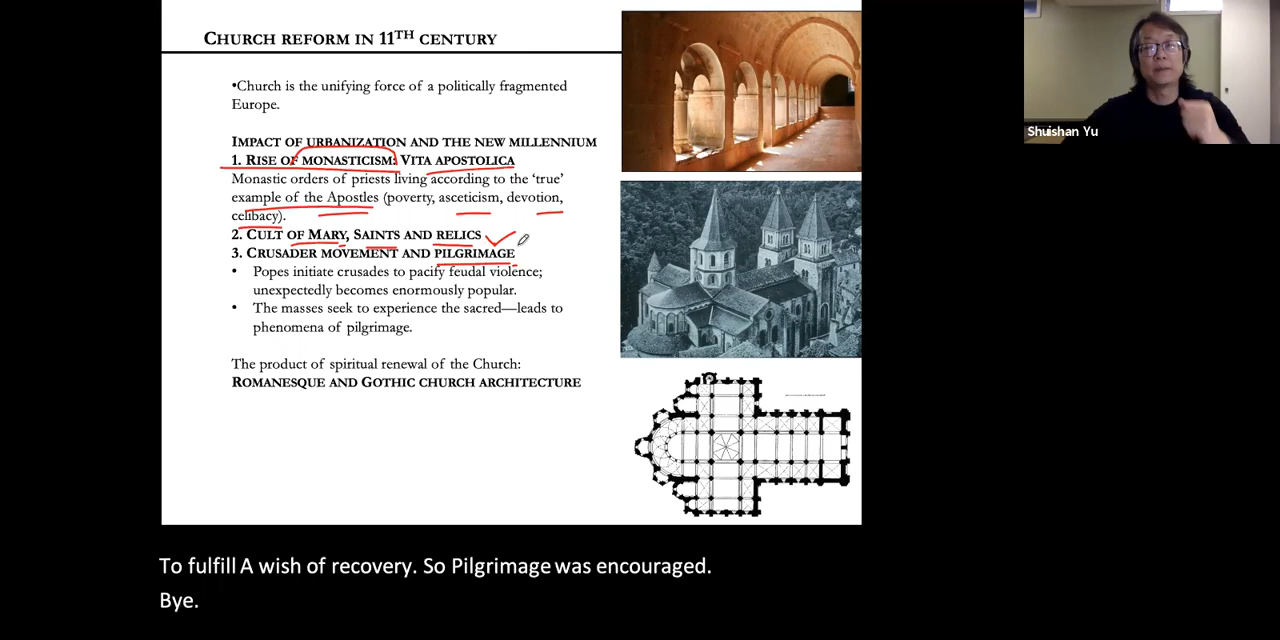 CHURCH REFORM IN 11TH CENTURY
•Church is the unifying force of a politically fragmented
Europe.
IMPACT OF URBANIZATION AND THE NEW MILLENNIUM
1. RISE OF MONASTICISM: VITA APOSTOLICA
Monastic orders of priests living according to the ‘true’
example of the Apostles (poverty, asceticism, devotion,
celibacy).
2. CULT OF MARY, SAINTS AND RELICS
3. CRUSADER MOVEMENT AND PILGRIMAGE
• Popes initiate crusades to pacify feudal violence;
unexpectedly becomes enormously popular.
• The masses seek to experience the sacred—leads to
phenomena of pilgrimage.
The product of spiritual renewal of the Church:
ROMANESQUE AND GOTHIC CHURCH ARCHITECTURE
Shuishan Yu
To fulfill A wish of recovery. So Pilgrimage was encouraged.
Bye.